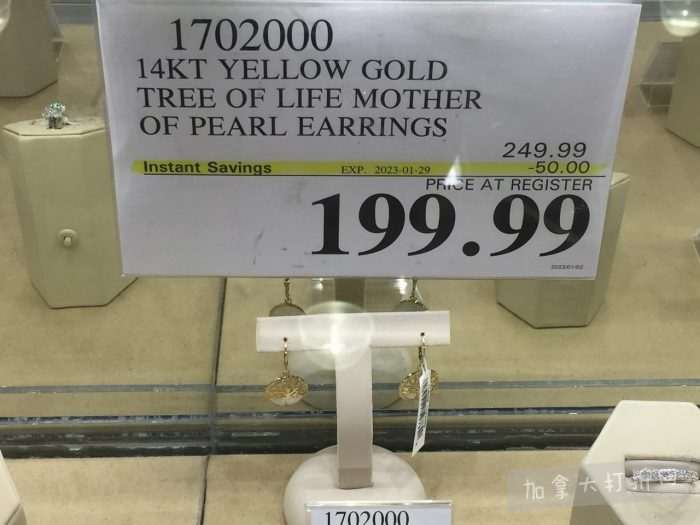 1702000
14KT YELLOW GOLD
TREE OF LIFE MOTHER
OF PEARL EARRINGS
249.99
Instant Savings EXP. 2023-01-29 -50.00
PRICE AT REGISTER
199.99
1702000
加拿大打折